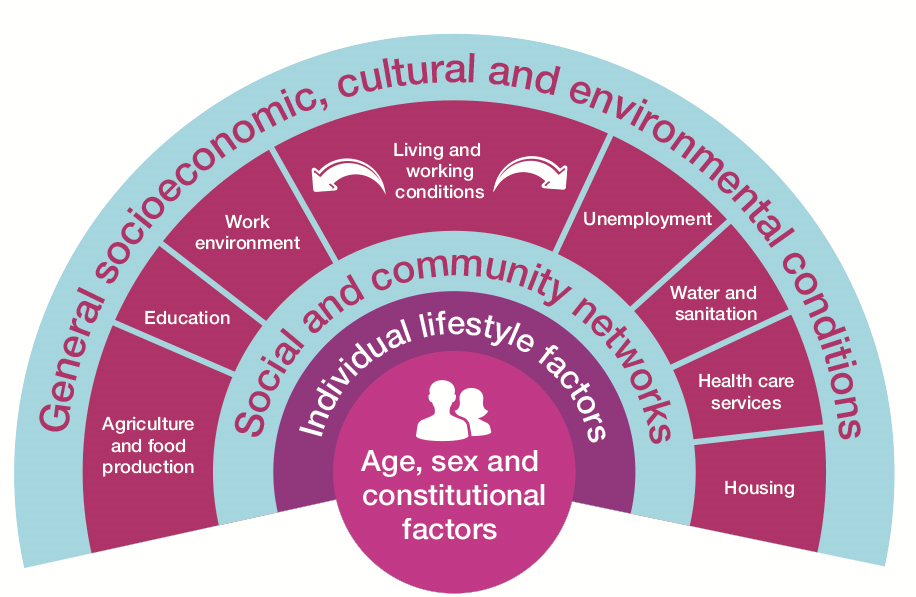 General socioeconomic, cultural and environmental conditions
Living and
working
conditions
Work
environment
Unemployment
Education
Water and
sanitation
Agriculture
and food
production
Health care
services
Housing
Social and community networks
Individual lifestyle factors
Age, sex and
constitutional
factors